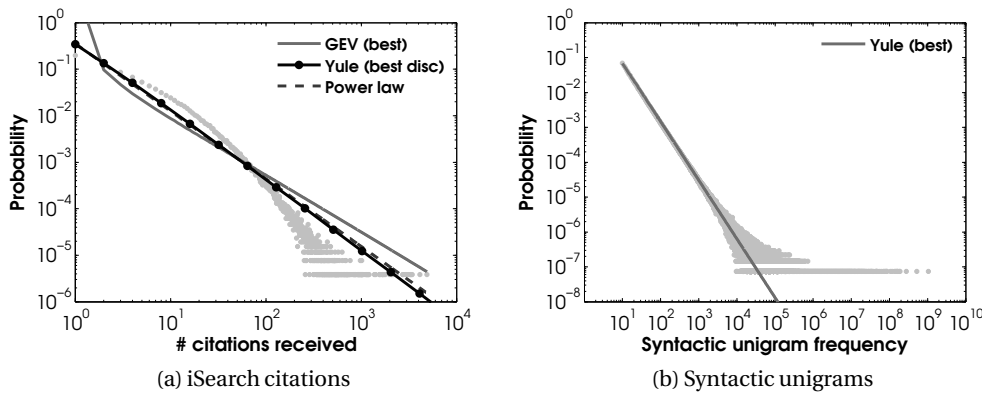 10^0
10^-1
10^-2
10^-3
10^-4
10^-5
10^-6
Probability
GEV (best)
Yule (best disc)
Power law
10^0 10^1 10^2 10^3 10^4
# citations received
(a) iSearch citations
10^0
10^-1
10^-2
10^-3
10^-4
10^-5
10^-6
10^-7
10^-8
Probability
Yule (best)
10^1 10^2 10^3 10^4 10^5 10^6 10^7 10^8 10^9 10^10
Syntactic unigram frequency
(b) Syntactic unigrams